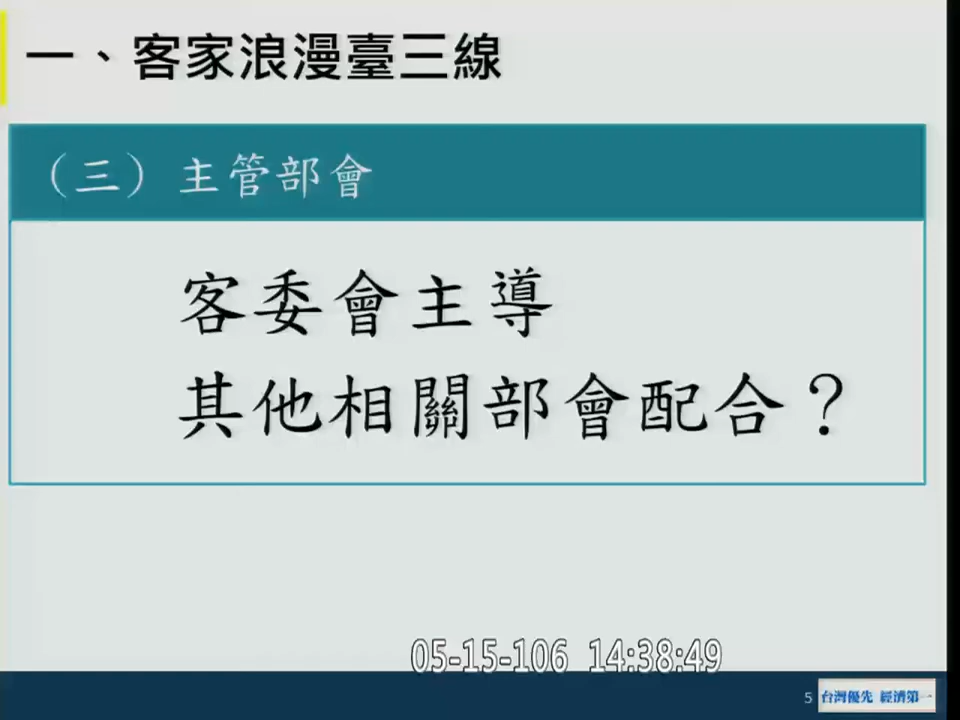 一、客家浪漫臺三線
（三）主管部會
客委會主導
其他相關部會配合？
05-15-106 14:38:49
5 台灣優先 經濟第一